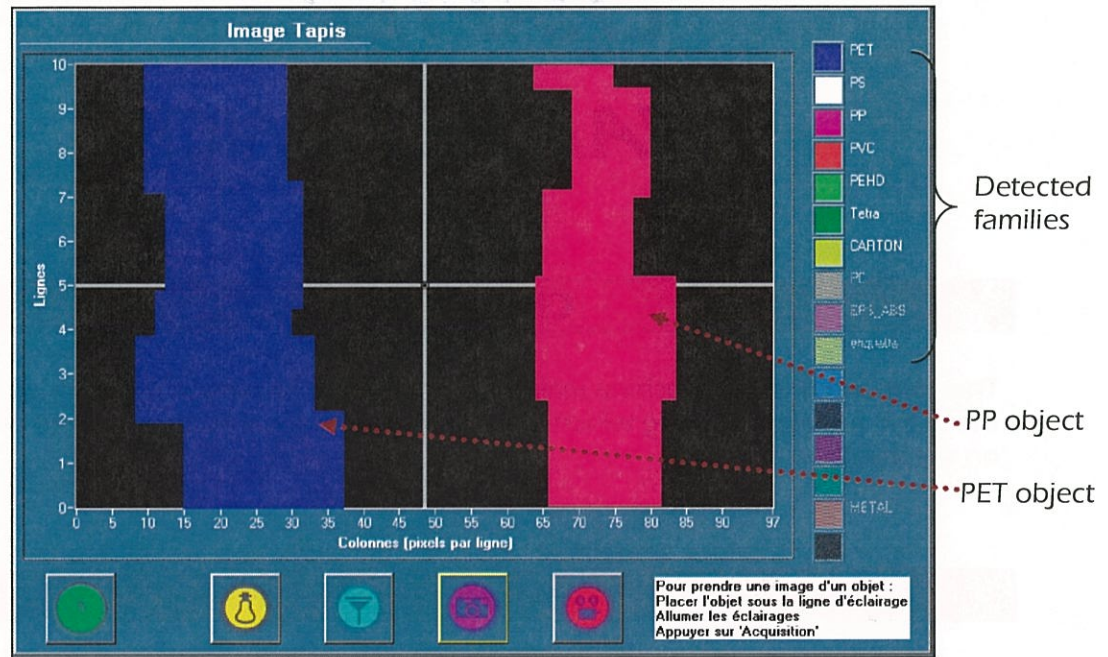 Image Tapis
10
9
8
7
6
5
4
3
2
1
0
Lignes
0 5 10 15 20 25 30 35 40 45 50 55 60 65 70 75 80 85 90 97
Colonnes (pixels par ligne)
PET
PS
PP
PVC
PEHD
Tetra
CARTON
PC
EPS_ABS
METAL
Detected
families
PP object
PET object
Pour prendre une image d'un objet :
Placer l'objet sous la ligne d'éclairage
Allumer les éclairages
Appuyer sur 'Acquisition'